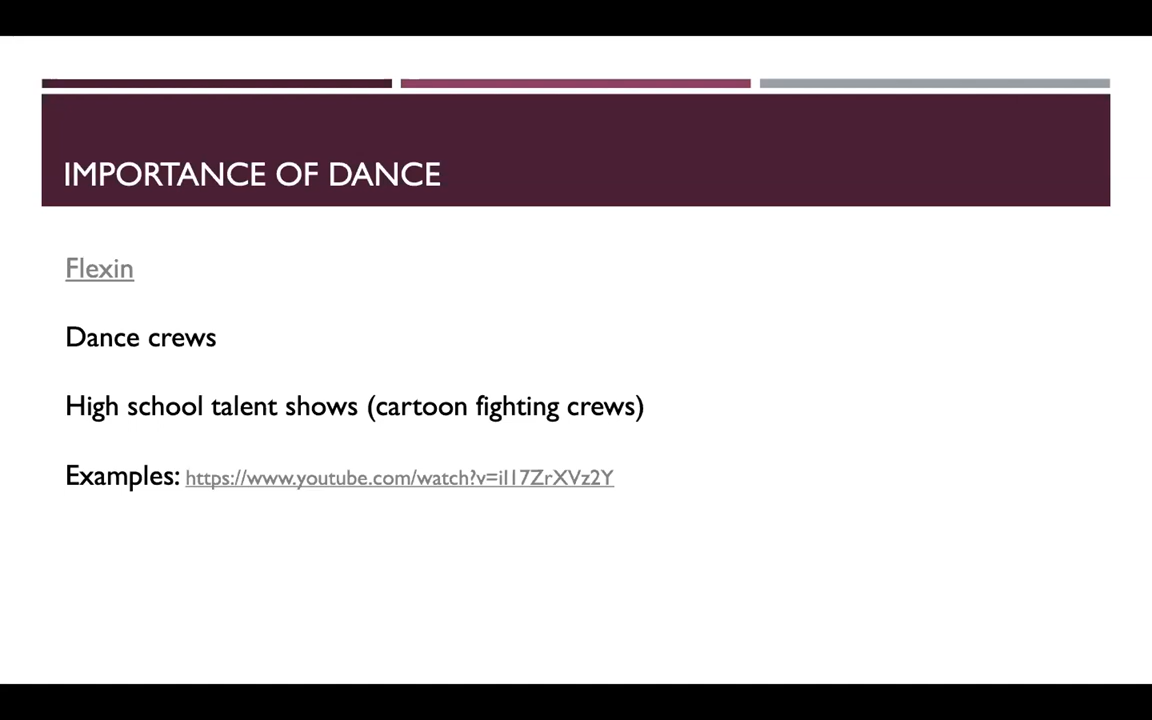 IMPORTANCE OF DANCE
Flexin
Dance crews
High school talent shows (cartoon fighting crews)
Examples: https://www.youtube.com/watch?v=iI17ZrXVz2Y